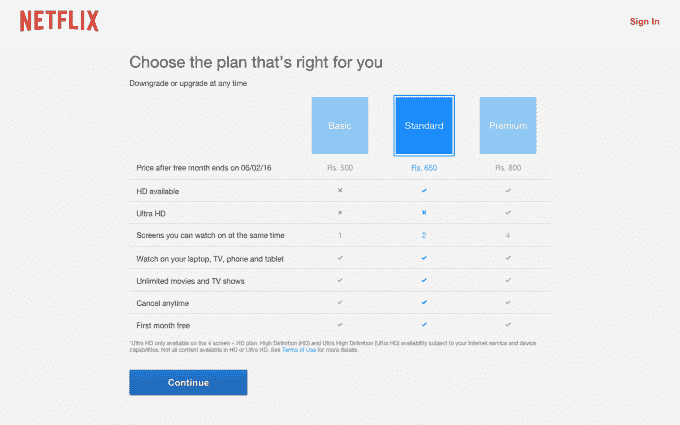 NETFLIX
Sign In
Choose the plan that's right for you
Downgrade or upgrade at any time
Basic Standard Premium
Price after free month ends on 06/02/16 Rs. 500 Rs. 650 Rs. 800
HD available × ✓ ✓
Ultra HD × × ✓
Screens you can watch on at the same time 1 2 4
Watch on your laptop, TV, phone and tablet ✓ ✓ ✓
Unlimited movies and TV shows ✓ ✓ ✓
Cancel anytime ✓ ✓ ✓
First month free ✓ ✓ ✓
*Ultra HD only available on the 4 screen + HD plan. High Definition (HD) and Ultra High Definition (Ultra HD) availability subject to your internet service and device
capabilities. Not all content available in HD or Ultra HD. See Terms of Use for more details.
Continue